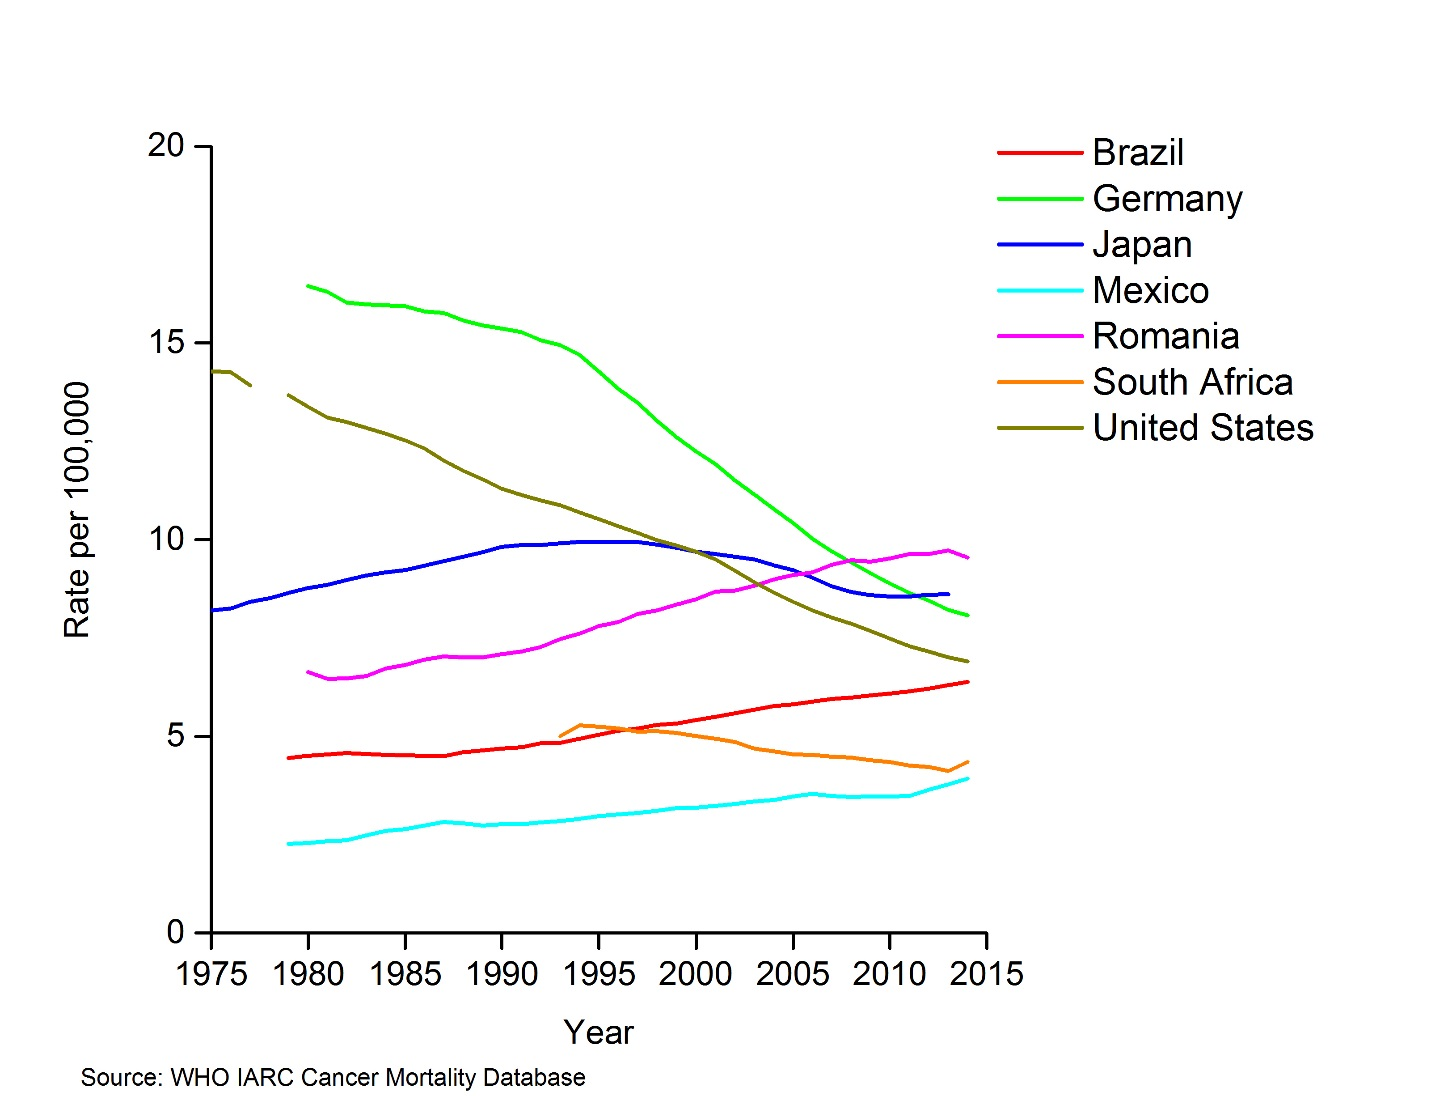 20
15
10
5
0
Rate per 100,000
1975 1980 1985 1990 1995 2000 2005 2010 2015
Year
Brazil
Germany
Japan
Mexico
Romania
South Africa
United States
Source: WHO IARC Cancer Mortality Database